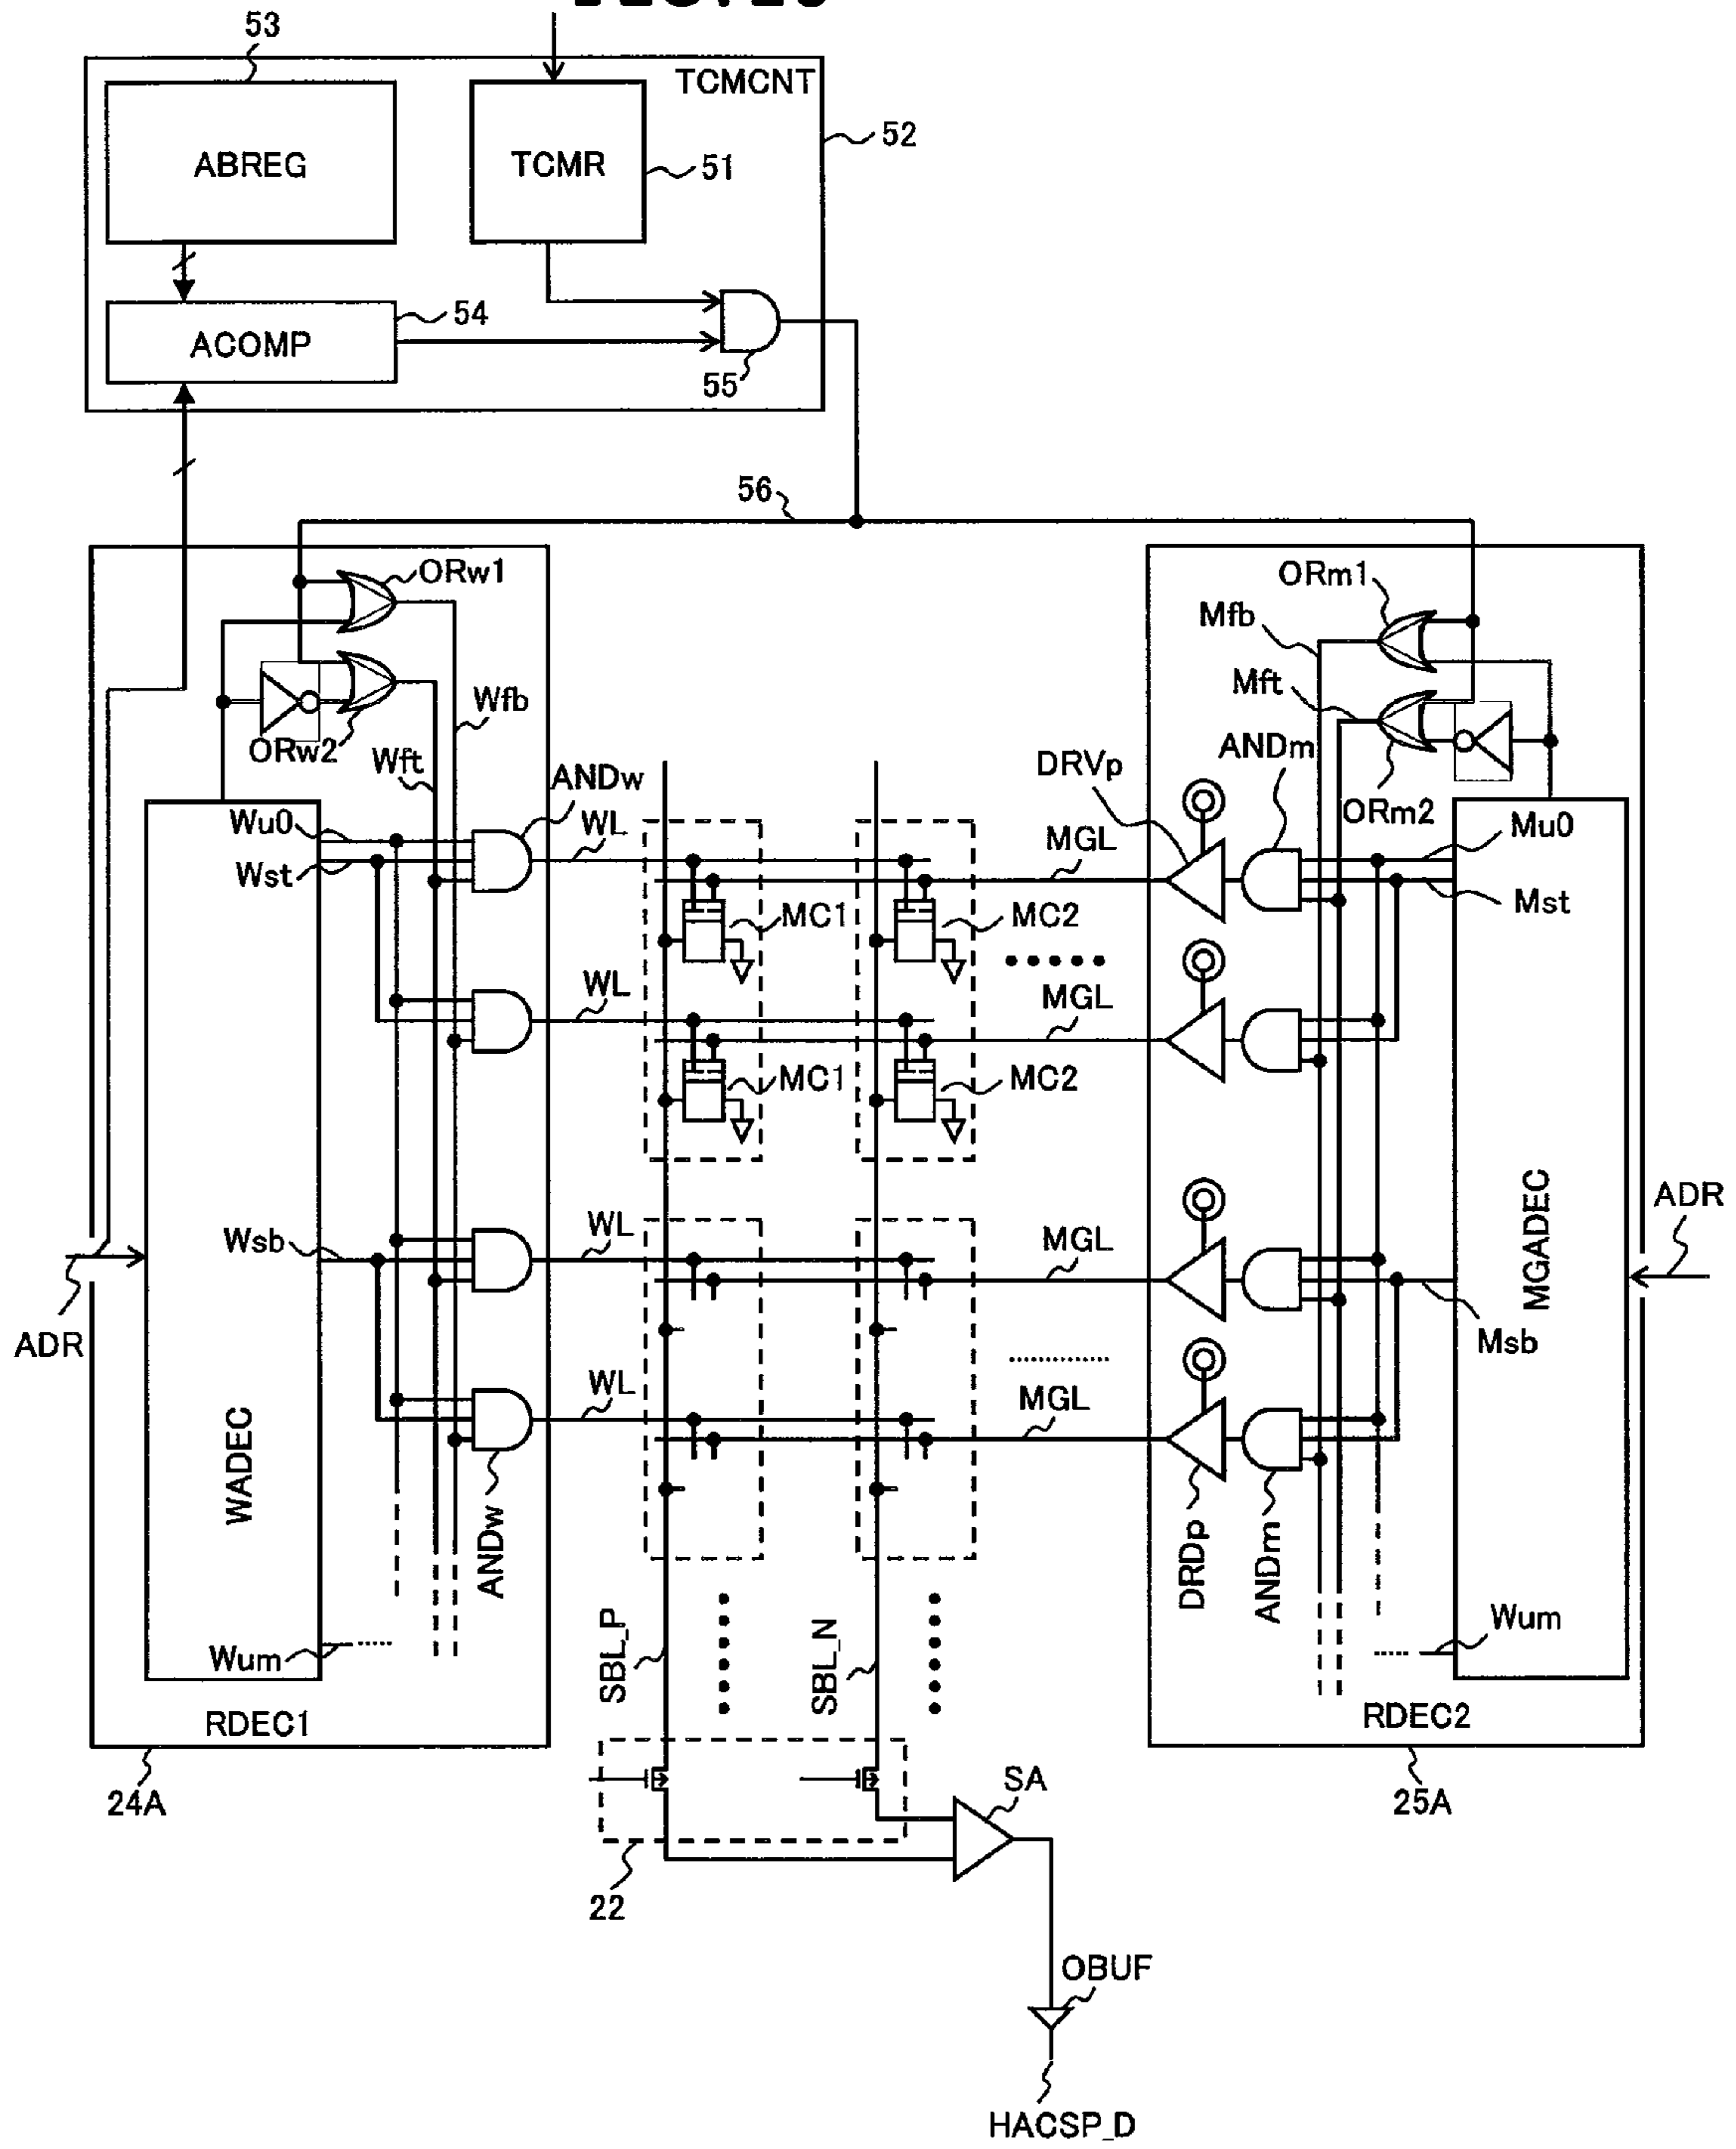 53
TCMCNT
52
ABREG
TCMR
51
54
ACOMP
55
56
ORw1
ORm1
Mfb
Wfb
Mft
ORw2
Wft
ANDw
DRVp
ANDm
ORm2
Wu0
WL
MGL
Mu0
Wst
MC1
MC2
Mst
WL
MGL
MC1
MC2
Wsb
WL
MGL
MGADEC
ADR
ADR
Msb
WL
MGL
WADEC
ANDw
DRDp
ANDm
SBL_P
SBL_N
Wum
Wum
RDEC1
RDEC2
24A
SA
25A
22
OBUF
HACSP_D